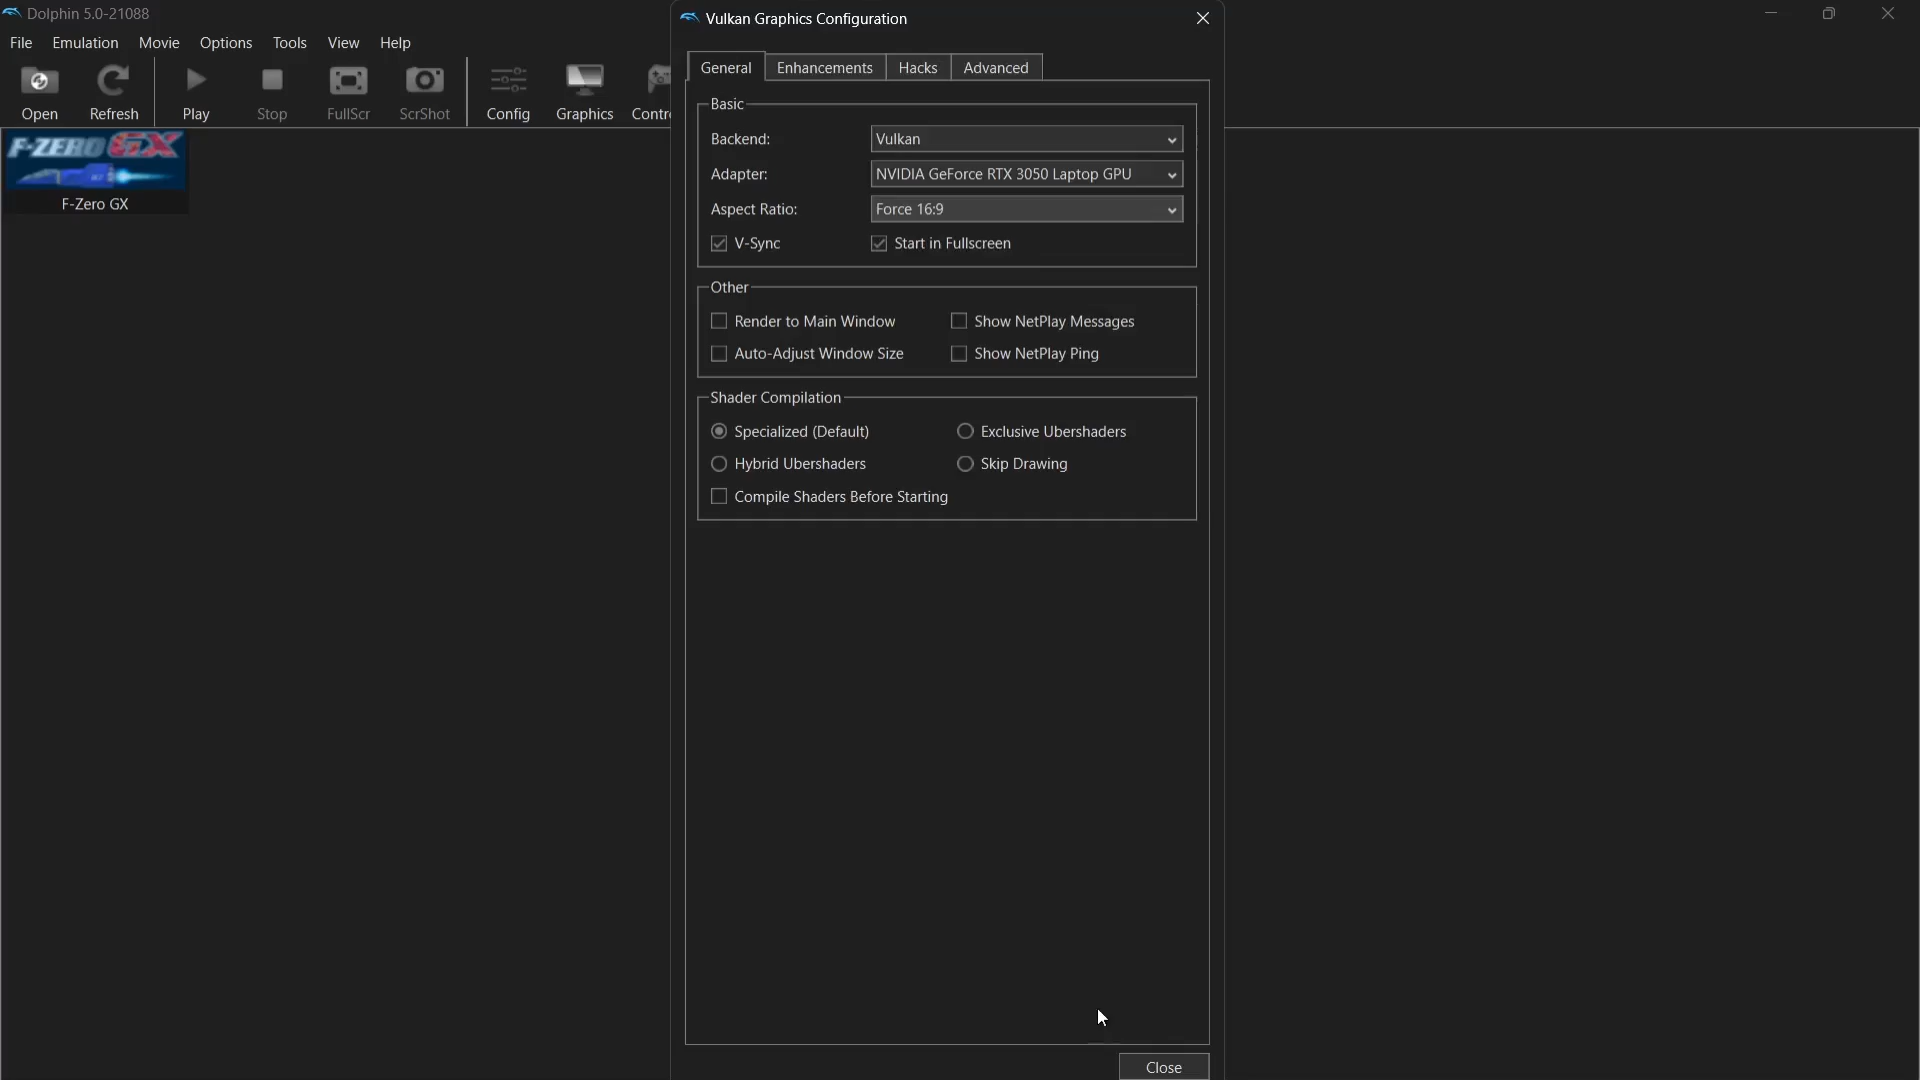 Dolphin 5.0-21088
File Emulation Movie Options Tools View Help
Open Refresh Play Stop FullScr ScrShot Config Graphics Contr
F-ZERO GX
F-Zero GX
Vulkan Graphics Configuration
General Enhancements Hacks Advanced
Basic
Backend: Vulkan
Adapter: NVIDIA GeForce RTX 3050 Laptop GPU
Aspect Ratio: Force 16:9
V-Sync Start in Fullscreen
Other
Render to Main Window Show NetPlay Messages
Auto-Adjust Window Size Show NetPlay Ping
Shader Compilation
Specialized (Default) Exclusive Ubershaders
Hybrid Ubershaders Skip Drawing
Compile Shaders Before Starting
Close